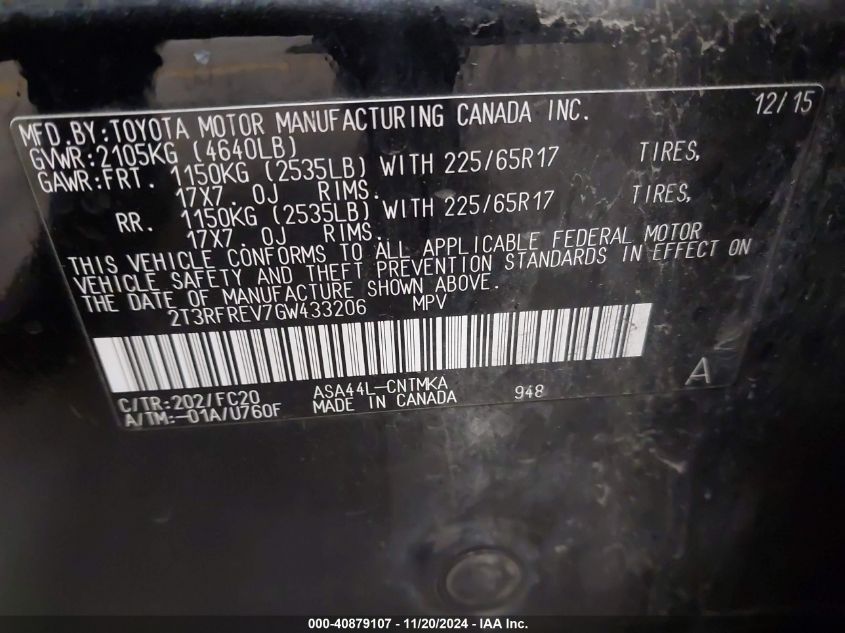 MFD.BY:TOYOTA MOTOR MANUFACTURING CANADA INC. 12/15
GVWR:2105KG (4640LB)
GAWR:FRT. 1150KG (2535LB) WITH 225/65R17 TIRES,
17X7.0J RIMS.
RR. 1150KG (2535LB) WITH 225/65R17 TIRES,
17X7.0J RIMS.
THIS VEHICLE CONFORMS TO ALL APPLICABLE FEDERAL MOTOR
VEHICLE SAFETY AND THEFT PREVENTION STANDARDS IN EFFECT ON
THE DATE OF MANUFACTURE SHOWN ABOVE.
2T3RFREV7GW433206 MPV
C/TR:202/FC20 ASA44L-CNTMKA 948 A
A/TM:-01A/U760F MADE IN CANADA
000-40879107 - 11/20/2024 - IAA Inc.